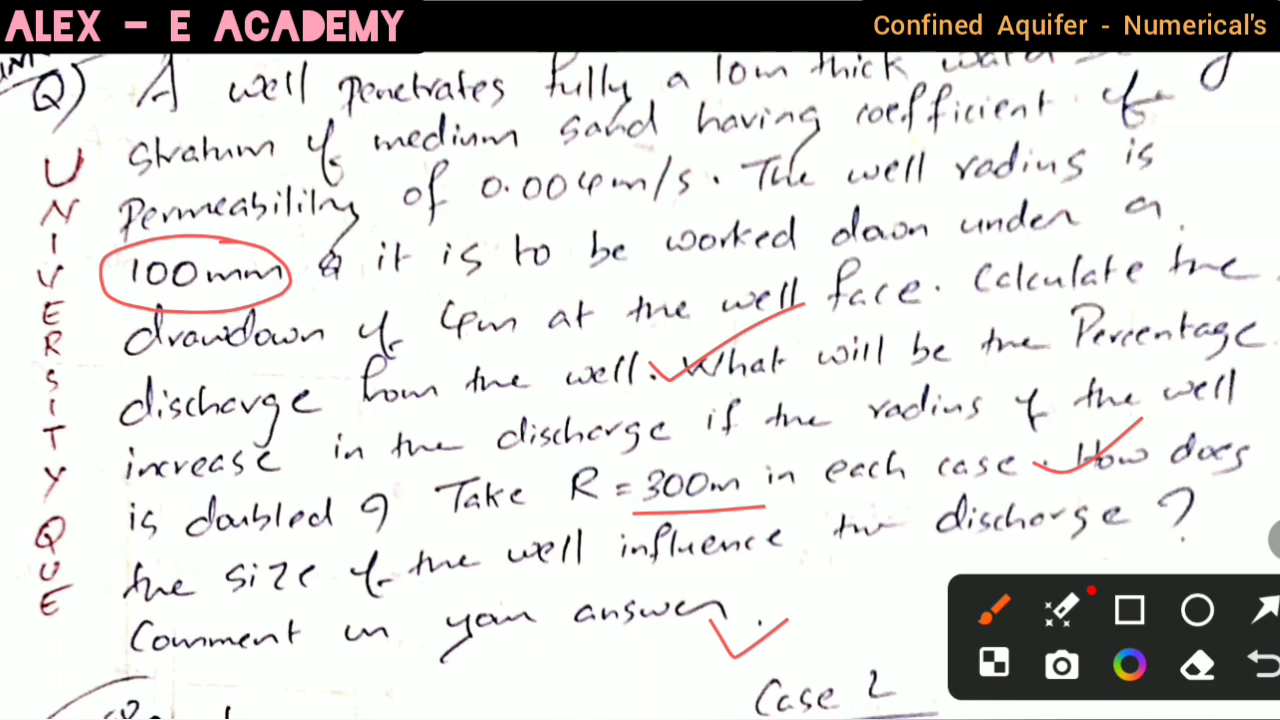 ALEX - E ACADEMY
Confined Aquifer - Numerical's
Q) A well penetrates fully a 10m thick water
stratum of medium sand having coefficient of
permeability of 0.004m/s. The well radius is
100mm & it is to be worked daon under a
drawdown of 4m at the well face. Calculate the
discharge from the well. What will be the Percentage
increase in the discharge if the radius of the well
is doubled ? Take R = 300m in each case. How does
the size of the well influence the discharge ?
Comment on your answer.
UNIVERSITY QUE
Case 2